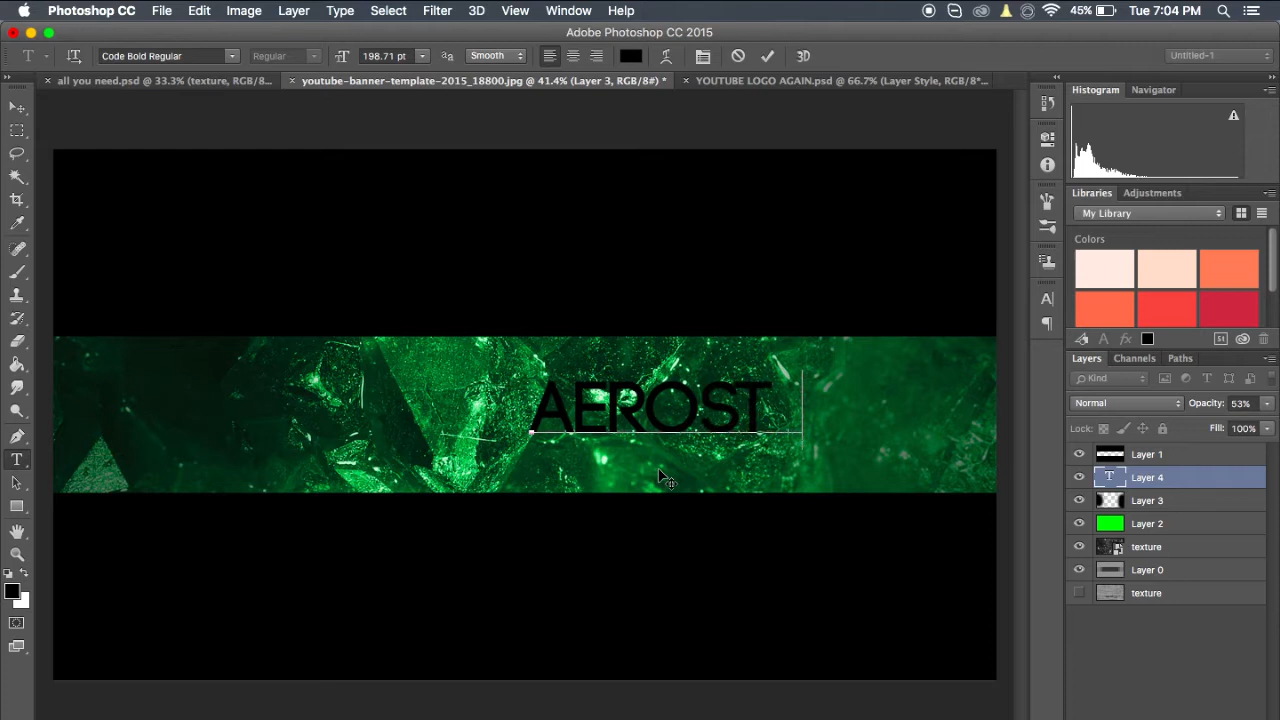 Photoshop CC File Edit Image Layer Type Select Filter 3D View Window Help 45% Tue 7:04 PM
Adobe Photoshop CC 2015
T Code Bold Regular Regular 198.71 pt aa Smooth 3D Untitled-1
all you need.psd @ 33.3% (texture, RGB/8... youtube-banner-template-2015_18800.jpg @ 41.4% (Layer 3, RGB/8#) * YOUTUBE LOGO AGAIN.psd @ 66.7% (Layer Style, RGB/8*...
Histogram Navigator
Libraries Adjustments
My Library
Colors
Layers Channels Paths
Kind
Normal Opacity: 53%
Lock: Fill: 100%
Layer 1
Layer 4
Layer 3
Layer 2
texture
Layer 0
texture
AEROST